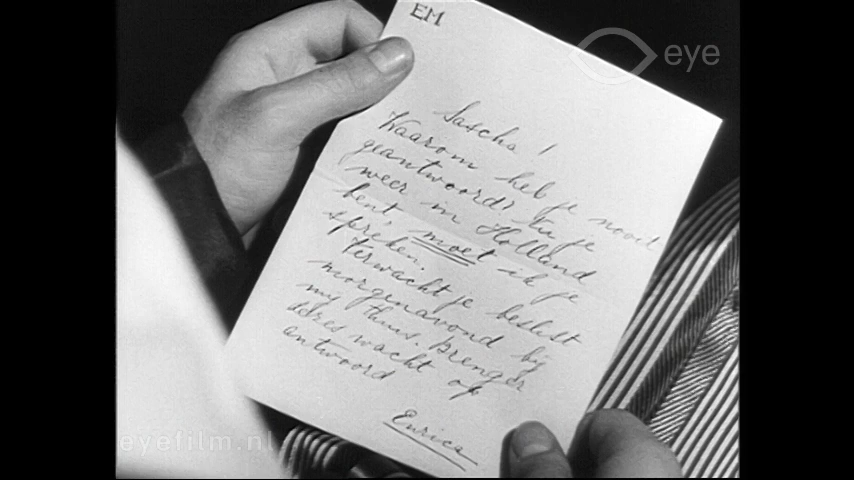 EM
eye
Sascha!
Waarom heb je nooit
geantwoord? Nu je
weer in Holland
bent moet ik je
spreken.
Verwacht je beslist
morgenavond bij
my thuis. Brenger
dezes wacht op
antwoord
Enrica
eyefilm.nl